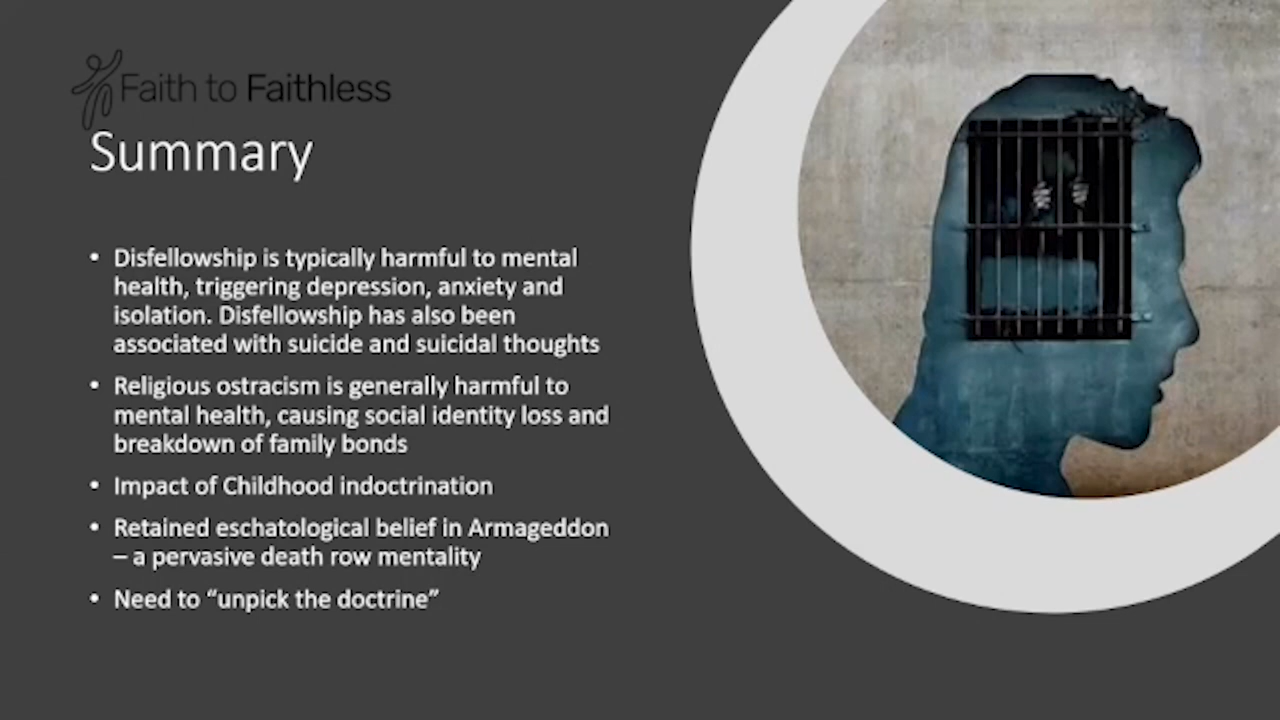 Faith to Faithless
Summary
• Disfellowship is typically harmful to mental
health, triggering depression, anxiety and
isolation. Disfellowship has also been
associated with suicide and suicidal thoughts
• Religious ostracism is generally harmful to
mental health, causing social identity loss and
breakdown of family bonds
• Impact of Childhood indoctrination
• Retained eschatological belief in Armageddon
– a pervasive death row mentality
• Need to “unpick the doctrine”